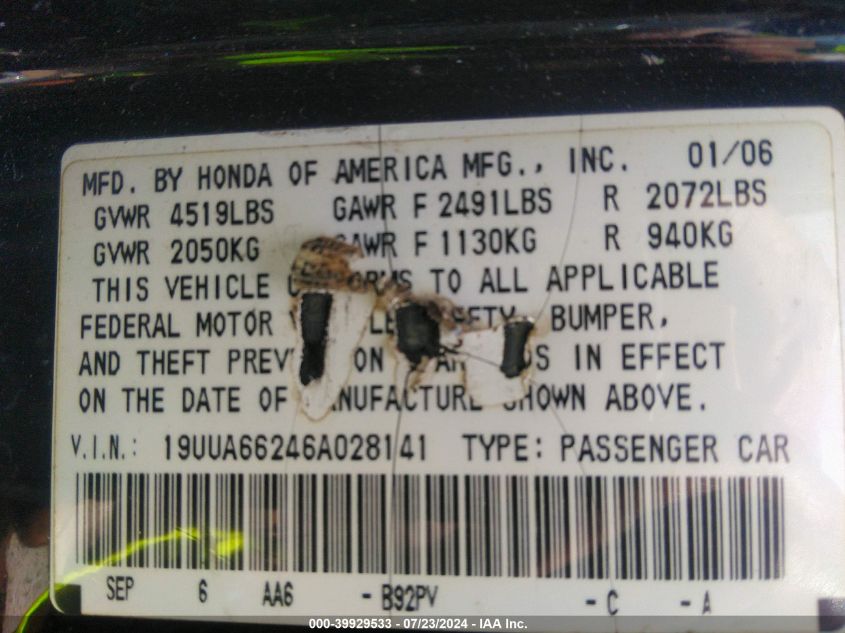 MFD. BY HONDA OF AMERICA MFG., INC. 01/06
GVWR 4519LBS GAWR F 2491LBS R 2072LBS
GVWR 2050KG GAWR F 1130KG R 940KG
THIS VEHICLE TO ALL APPLICABLE
FEDERAL MOTOR BUMPER,
AND THEFT IN EFFECT
ON THE DATE OF MANUFACTURE SHOWN ABOVE.
V.I.N.: 19UUA66246A028141 TYPE: PASSENGER CAR
SEP 6 AA6 - B92PV - C - A
000-39929533 - 07/23/2024 - IAA Inc.